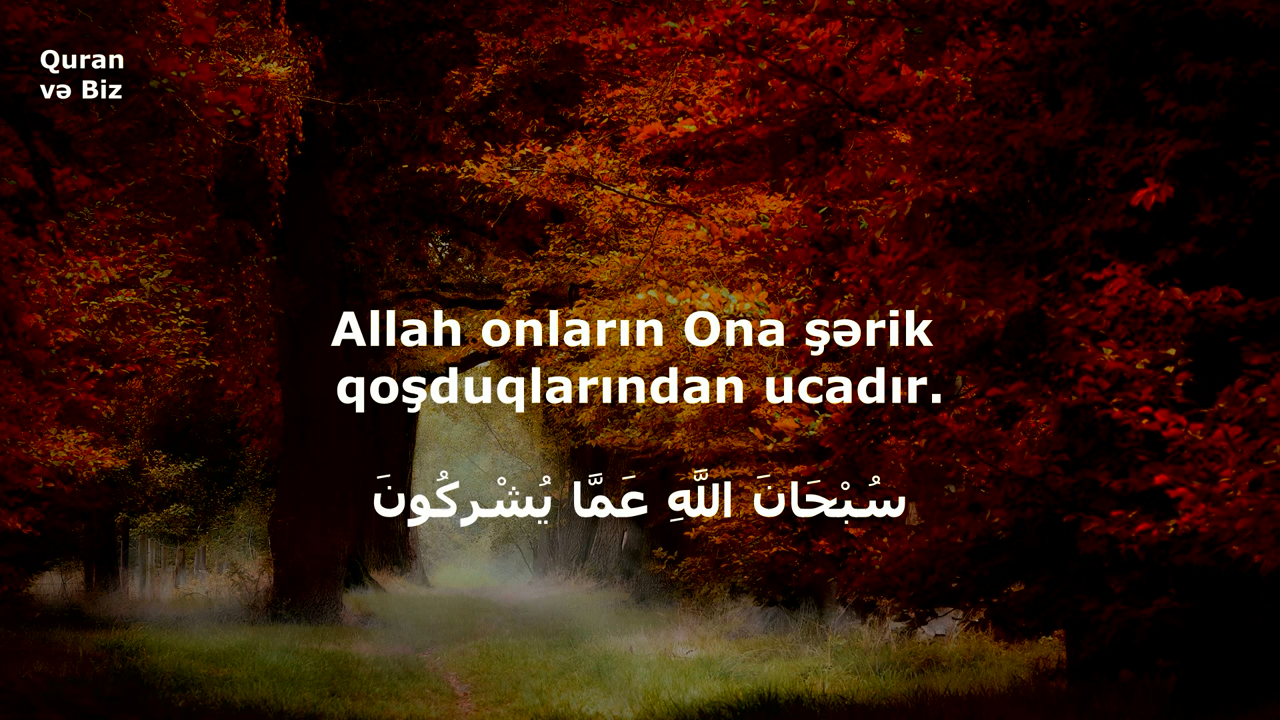 Quran
və Biz
Allah onların Ona şərik
qoşduqlarından ucadır.
سُبْحَانَ اللَّهِ عَمَّا يُشْرِكُونَ